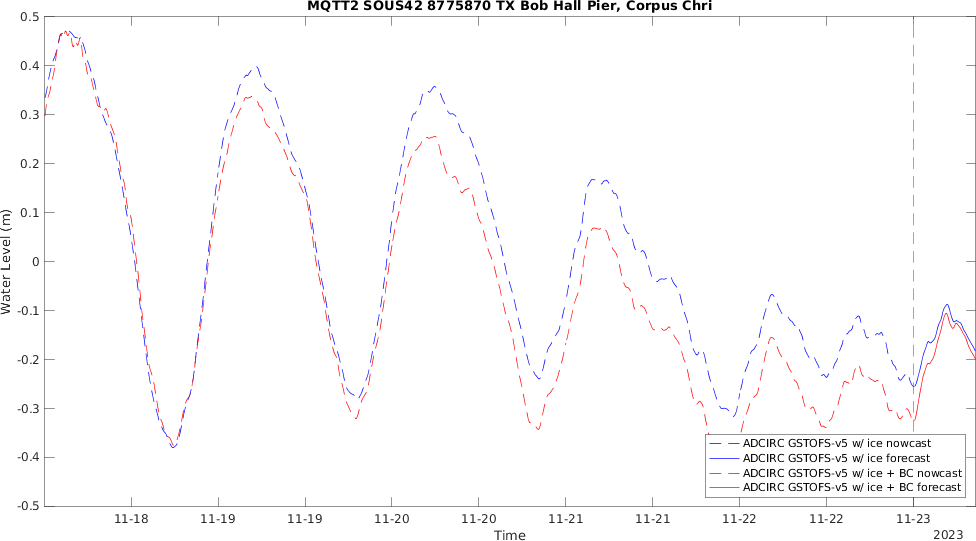 MQTT2 SOUS42 8775870 TX Bob Hall Pier, Corpus Chri
0.5
0.4
0.3
0.2
0.1
0
-0.1
-0.2
-0.3
-0.4
-0.5
Water Level (m)
ADCIRC GSTOFS-v5 w/ ice nowcast
ADCIRC GSTOFS-v5 w/ ice forecast
ADCIRC GSTOFS-v5 w/ ice + BC nowcast
ADCIRC GSTOFS-v5 w/ ice + BC forecast
11-18 11-19 11-19 11-20 11-20 11-21 11-21 11-22 11-22 11-23
Time
2023